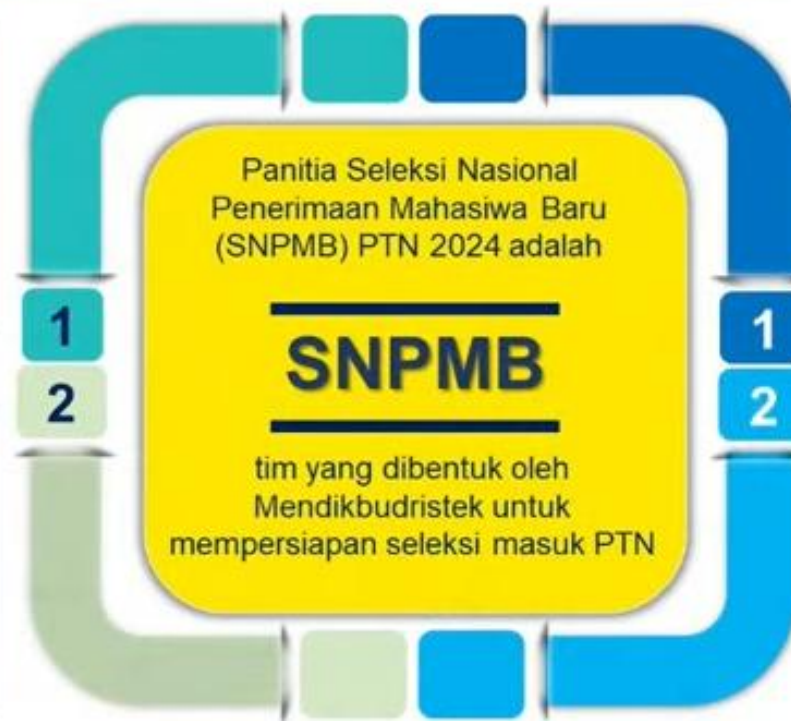 Panitia Seleksi Nasional
Penerimaan Mahasiwa Baru
(SNPMB) PTN 2024 adalah
SNPMB
tim yang dibentuk oleh
Mendikbudristek untuk
mempersiapan seleksi masuk PTN
1
2
1
2